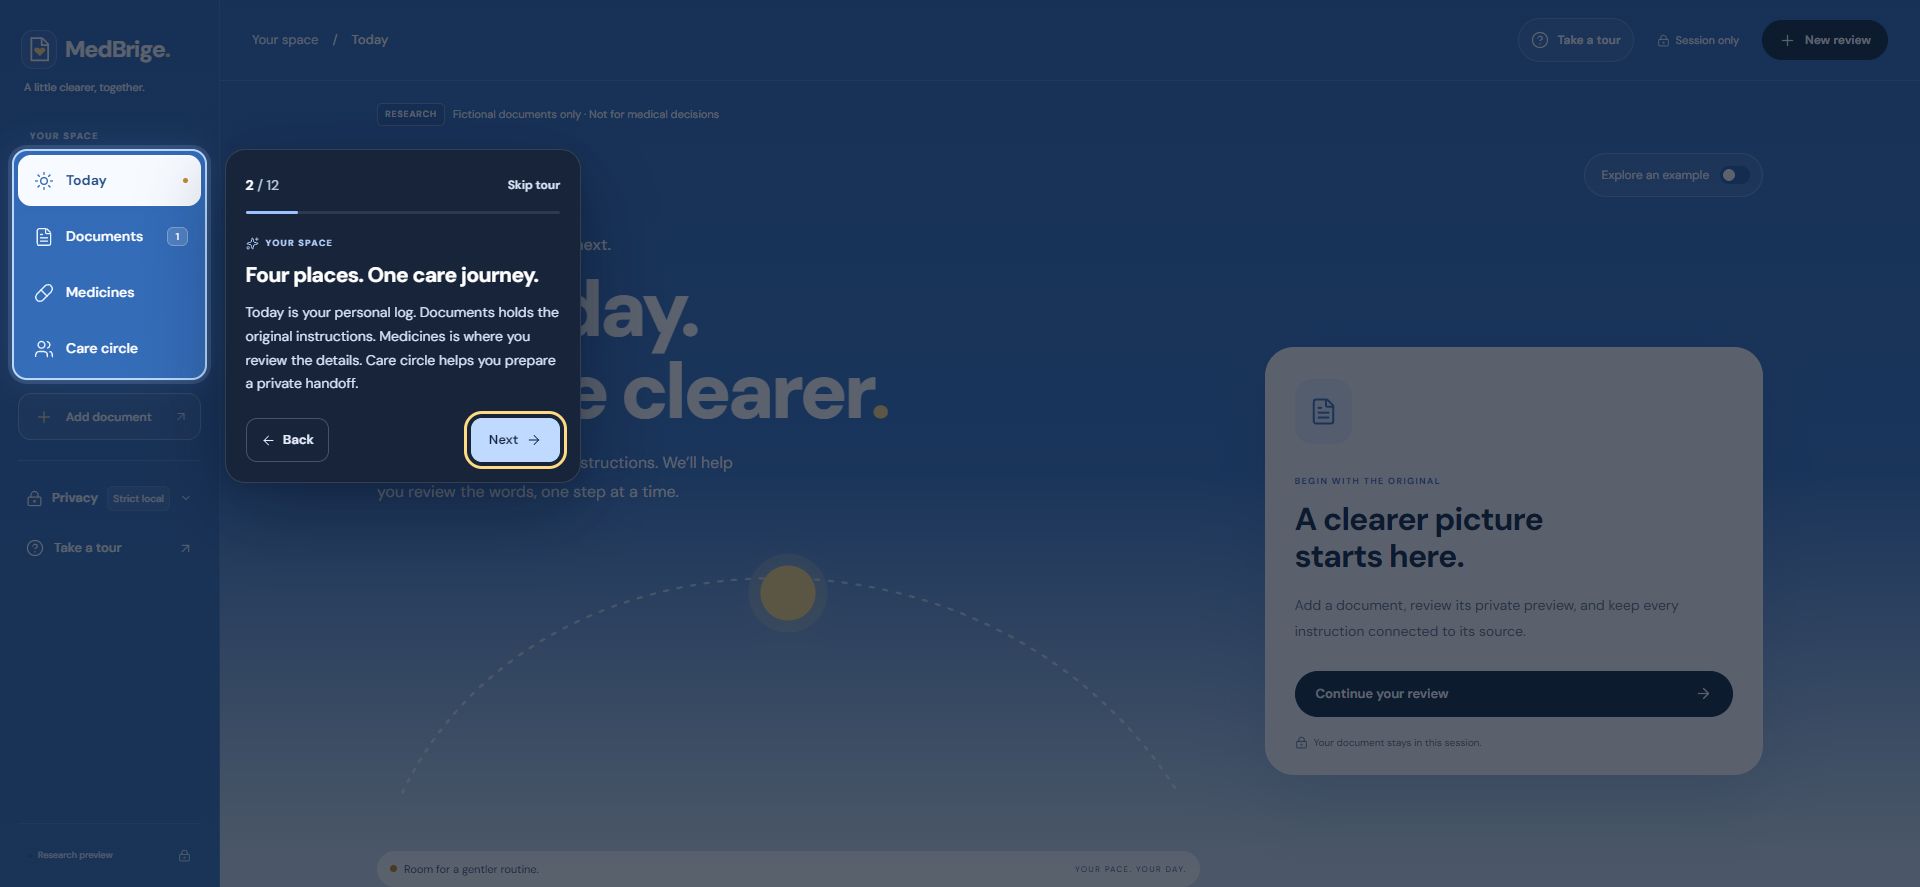 MedBrige.
A little clearer, together.
YOUR SPACE
Today
Documents 1
Medicines
Care circle
Add document
Privacy Strict local
Take a tour
Research preview
Your space / Today
Take a tour
Session only
New review
RESEARCH Fictional documents only · Not for medical decisions
Explore an example
2 / 12 Skip tour
YOUR SPACE
Four places. One care journey.
Today is your personal log. Documents holds the
original instructions. Medicines is where you
review the details. Care circle helps you prepare
a private handoff.
Back Next
next.
day.
clearer.
We'll help
you review the words, one step at a time.
BEGIN WITH THE ORIGINAL
A clearer picture
starts here.
Add a document, review its private preview, and keep every
instruction connected to its source.
Continue your review
Your document stays in this session.
Room for a gentler routine. YOUR PACE. YOUR DAY.